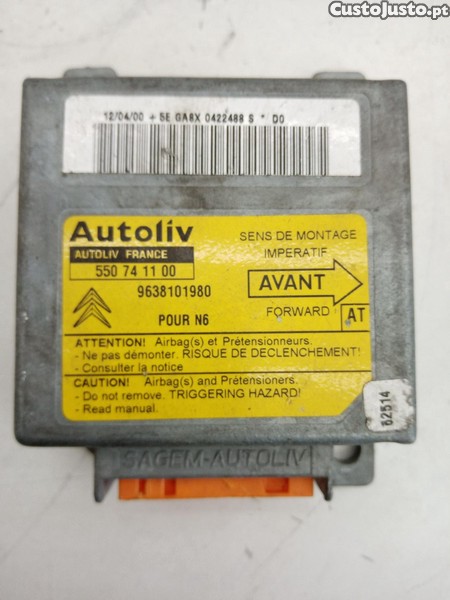 CustoJusto.pt
12/04/00 + 5E GA8X 0422488 S * D0
Autoliv
AUTOLIV FRANCE
550 74 11 00
9638101980
POUR N6
SENS DE MONTAGE
IMPERATIF
AVANT
FORWARD
AT
ATTENTION! Airbag(s) et Prétensionneurs.
- Ne pas démonter. RISQUE DE DECLENCHEMENT!
- Consulter la notice
CAUTION! Airbag(s) and Prétensioners.
- Do not remove. TRIGGERING HAZARD!
- Read manual.
62514
SAGEM-AUTOLIV